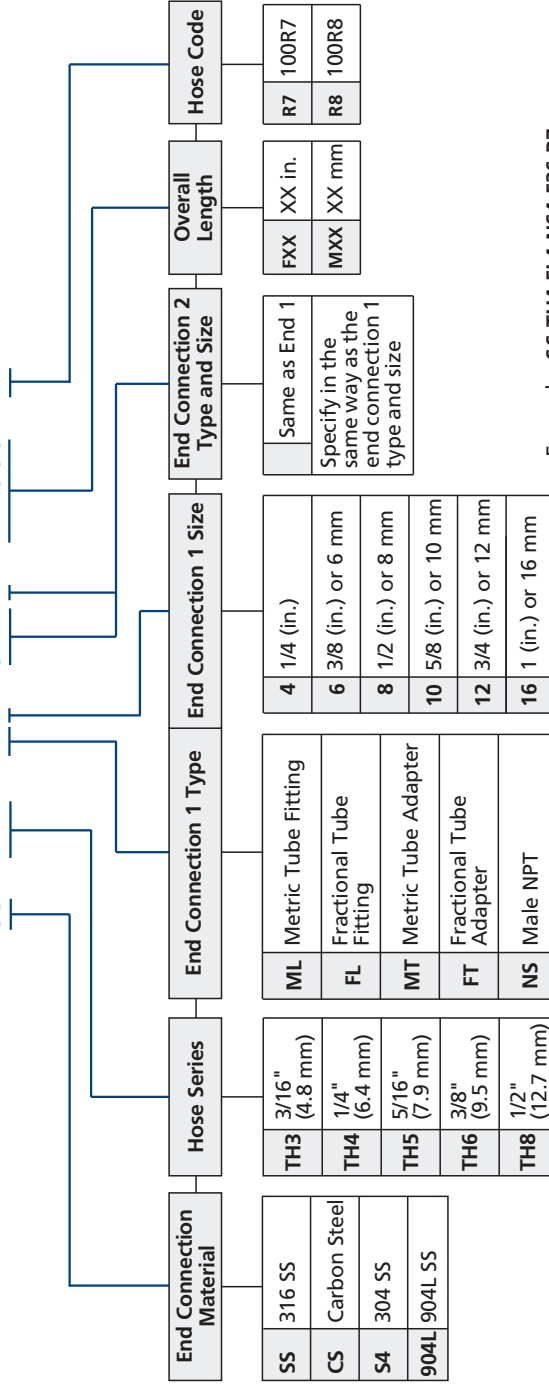 End Connection
Material
SS 316 SS
CS Carbon Steel
S4 304 SS
904L 904L SS
Hose Series
TH3 3/16"
(4.8 mm)
TH4 1/4"
(6.4 mm)
TH5 5/16"
(7.9 mm)
TH6 3/8"
(9.5 mm)
TH8 1/2"
(12.7 mm)
End Connection 1 Type
ML Metric Tube Fitting
FL Fractional Tube
Fitting
MT Metric Tube Adapter
FT Fractional Tube
Adapter
NS Male NPT
End Connection 1 Size
4 1/4 (in.)
6 3/8 (in.) or 6 mm
8 1/2 (in.) or 8 mm
10 5/8 (in.) or 10 mm
12 3/4 (in.) or 12 mm
16 1 (in.) or 16 mm
End Connection 2
Type and Size
Same as End 1
Specify in the
same way as the
end connection 1
type and size
Overall
Length
FXX XX in.
MXX XX mm
Hose Code
R7 100R7
R8 100R8